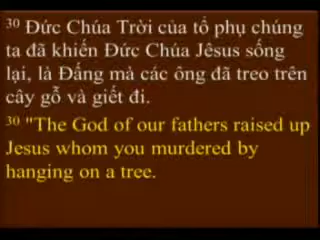 30 Đức Chúa Trời của tổ phụ chúng
ta đã khiến Đức Chúa Jêsus sống
lại, là Đấng mà các ông đã treo trên
cây gỗ và giết đi.
30 "The God of our fathers raised up
Jesus whom you murdered by
hanging on a tree.